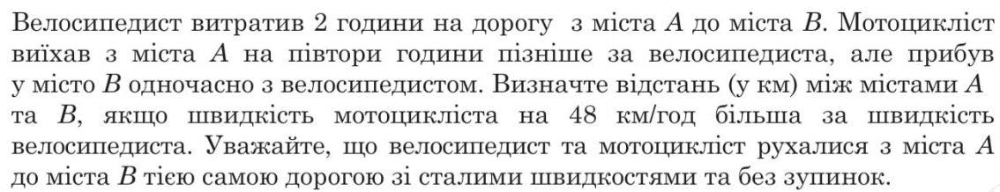 Велосипедист витратив 2 години на дорогу з міста A до міста B. Мотоцикліст
виїхав з міста A на півтори години пізніше за велосипедиста, але прибув
у місто B одночасно з велосипедистом. Визначте відстань (у км) між містами A
та B, якщо швидкість мотоцикліста на 48 км/год більша за швидкість
велосипедиста. Уважайте, що велосипедист та мотоцикліст рухалися з міста A
до міста B тією самою дорогою зі сталими швидкостями та без зупинок.